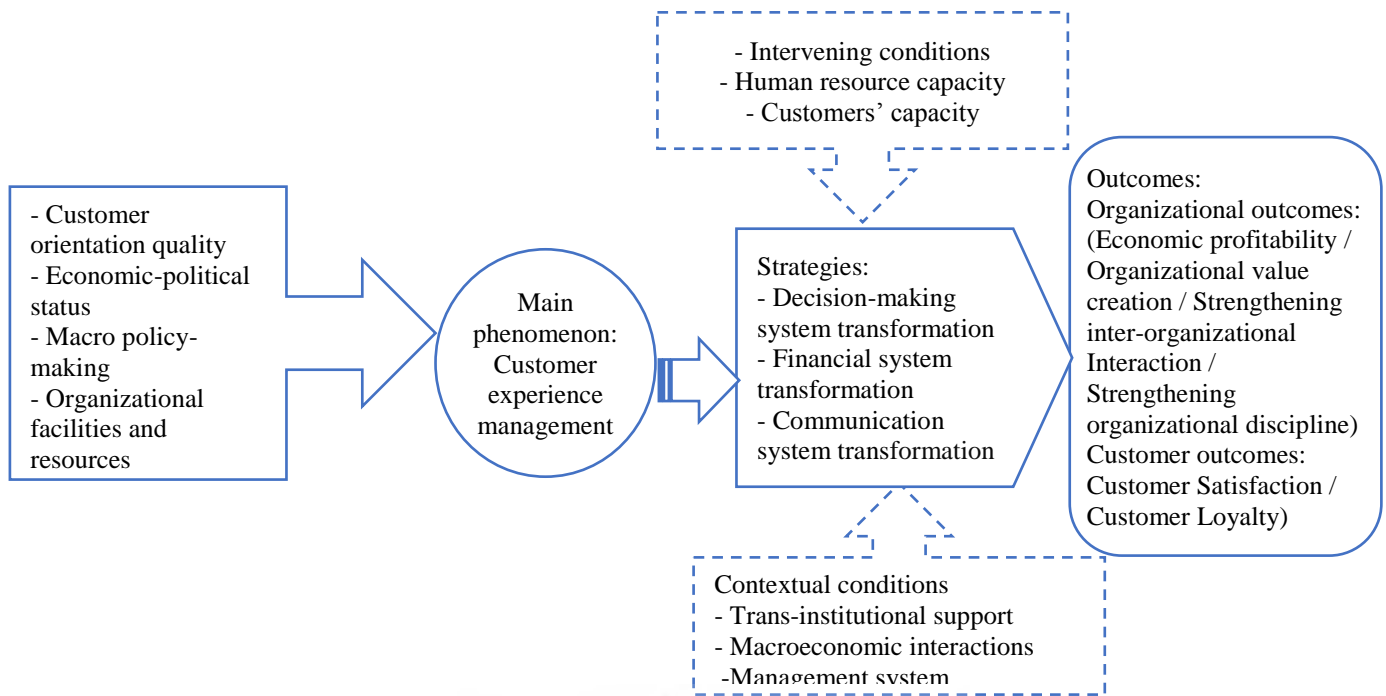 - Intervening conditions
- Human resource capacity
- Customers’ capacity
- Customer
orientation quality
- Economic-political
status
- Macro policy-
making
- Organizational
facilities and
resources
Main
phenomenon:
Customer
experience
management
Strategies:
- Decision-making
system transformation
- Financial system
transformation
- Communication
system transformation
Outcomes:
Organizational outcomes:
(Economic profitability /
Organizational value
creation / Strengthening
inter-organizational
Interaction /
Strengthening
organizational discipline)
Customer outcomes:
Customer Satisfaction /
Customer Loyalty)
Contextual conditions
- Trans-institutional support
- Macroeconomic interactions
-Management system